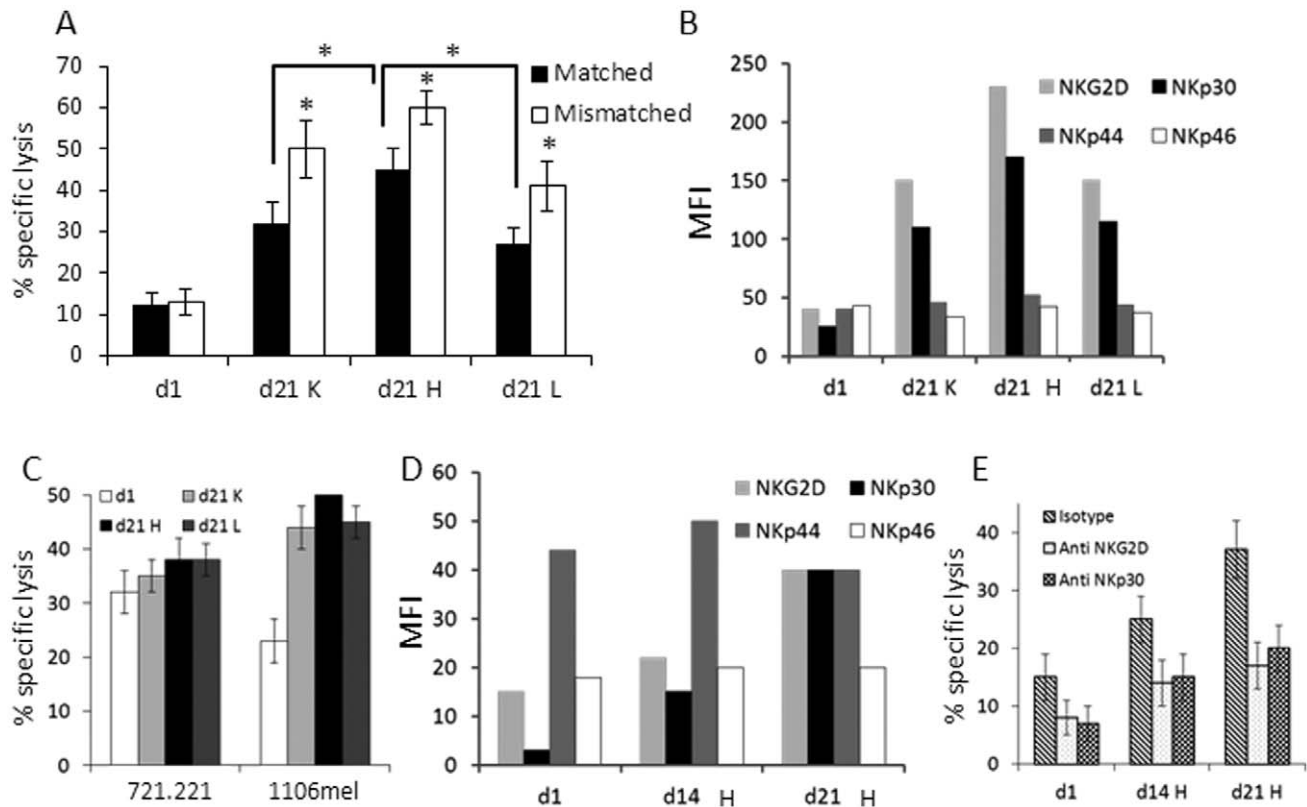 A
70
60
50
40
30
20
10
0
% specific lysis
* *
* * *
Matched
Mismatched
d1 d21 K d21 H d21 L
B
250
200
150
100
50
0
MFI
NKG2D NKp30
NKp44 NKp46
d1 d21 K d21 H d21 L
C
50
40
30
20
10
0
% specific lysis
d1 d21 K
d21 H d21 L
721.221 1106mel
D
60
50
40
30
20
10
0
MFI
NKG2D NKp30
NKp44 NKp46
d1 d14 H d21 H
E
40
30
20
10
0
% specific lysis
Isotype
Anti NKG2D
Anti NKp30
d1 d14 H d21 H